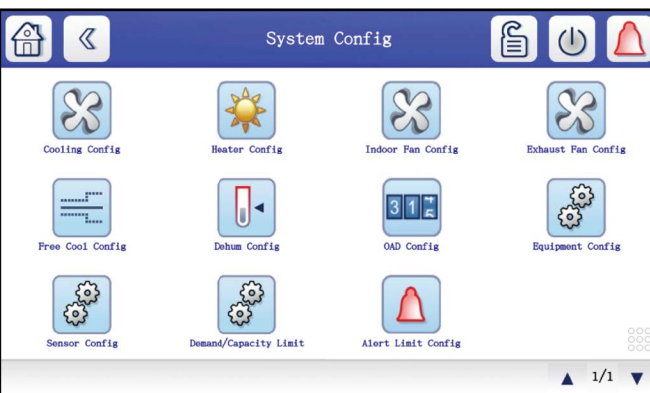 System Config
Cooling Config
Heater Config
Indoor Fan Config
Exhaust Fan Config
315
Free Cool Config
Dehum Config
OAD Config
Equipment Config
Sensor Config
Demand/Capacity Limit
Alert Limit Config
1/1